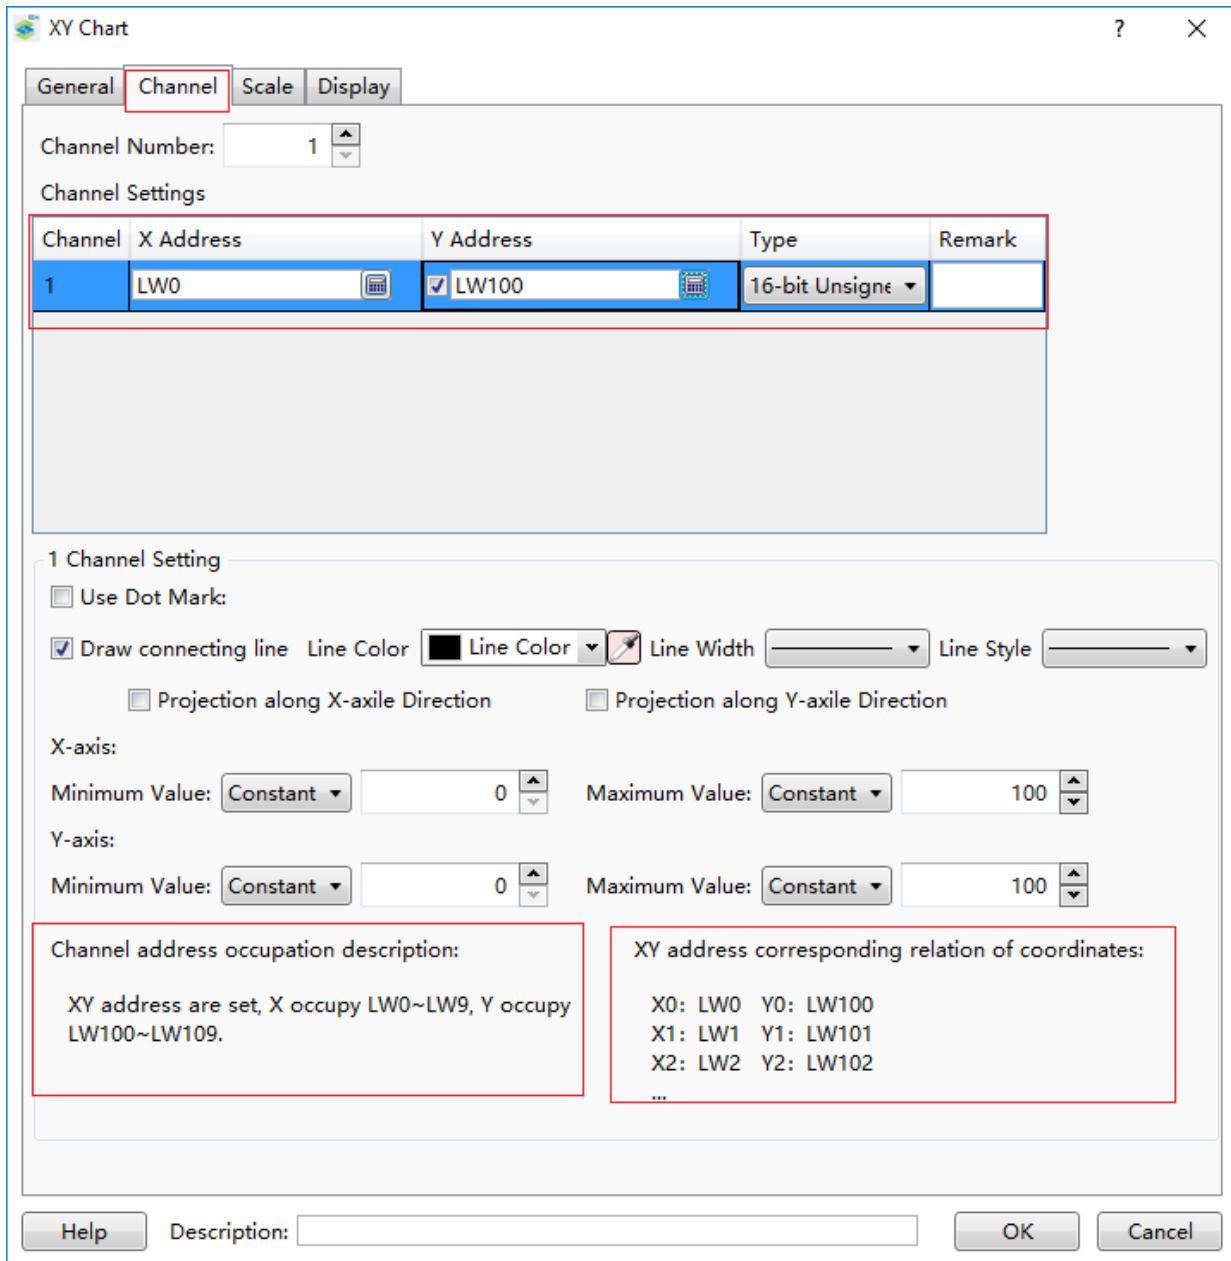 XY Chart
General Channel Scale Display
Channel Number: 1
Channel Settings
Channel X Address Y Address Type Remark
1 LW0 LW100 16-bit Unsigne
1 Channel Setting
Use Dot Mark:
Draw connecting line Line Color Line Color Line Width Line Style
Projection along X-axile Direction Projection along Y-axile Direction
X-axis:
Minimum Value: Constant 0 Maximum Value: Constant 100
Y-axis:
Minimum Value: Constant 0 Maximum Value: Constant 100
Channel address occupation description:
XY address are set, X occupy LW0~LW9, Y occupy
LW100~LW109.
XY address corresponding relation of coordinates:
X0: LW0 Y0: LW100
X1: LW1 Y1: LW101
X2: LW2 Y2: LW102
...
Help Description: OK Cancel